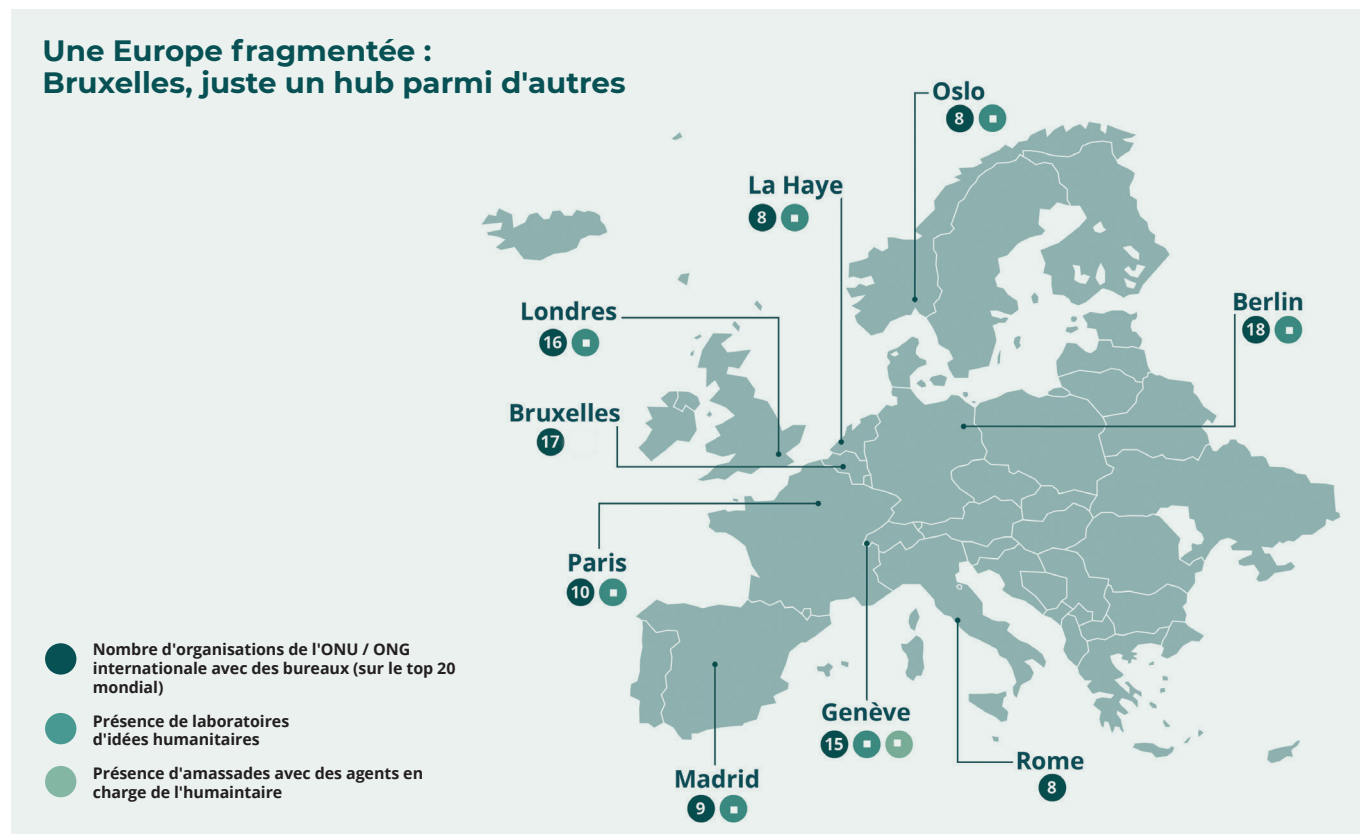 Une Europe fragmentée :
Bruxelles, juste un hub parmi d'autres
Oslo
8
La Haye
8
Londres
16
Berlin
18
Bruxelles
17
Paris
10
Nombre d'organisations de l'ONU / ONG
internationale avec des bureaux (sur le top 20
mondial)
Présence de laboratoires
d'idées humanitaires
Présence d'amassades avec des agents en
charge de l'humaintaire
Genève
15
Rome
8
Madrid
9